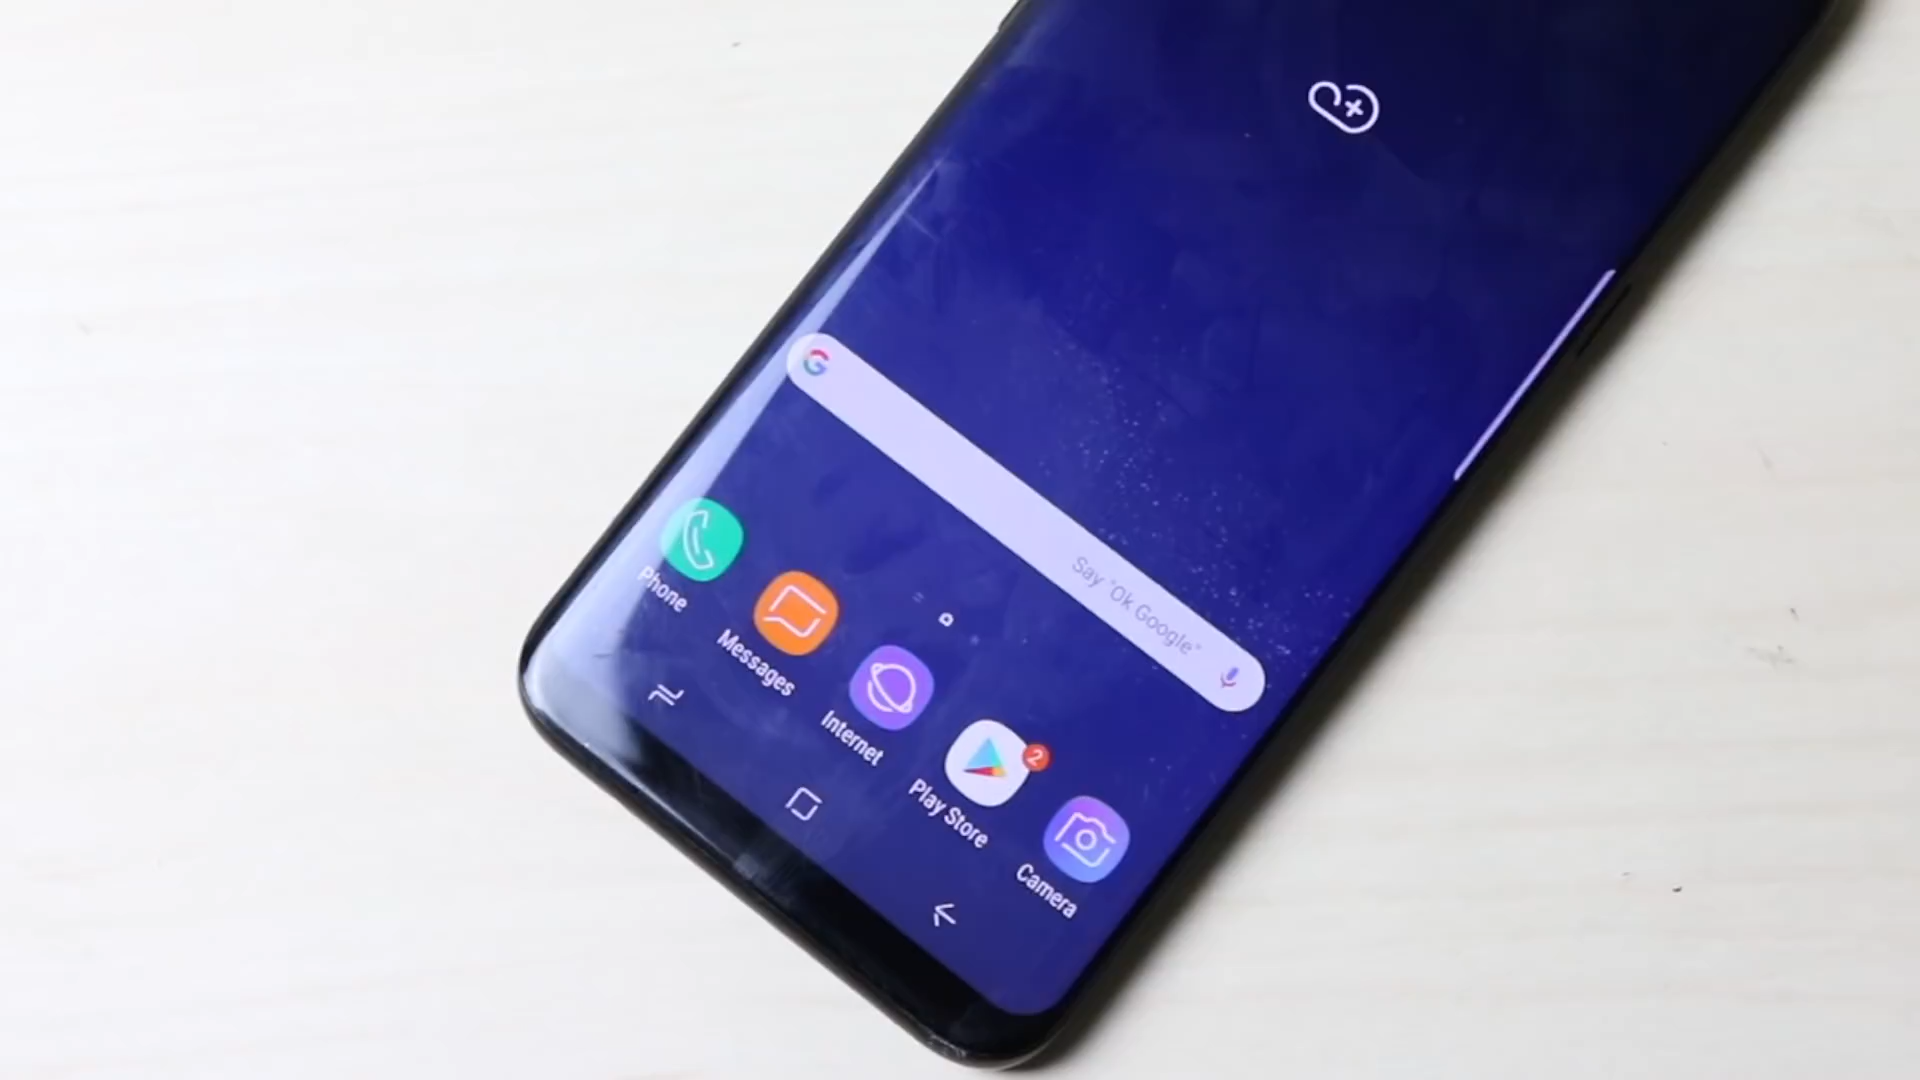 G
Say "Ok Google"
Phone
Messages
Internet
Play Store
2
Camera